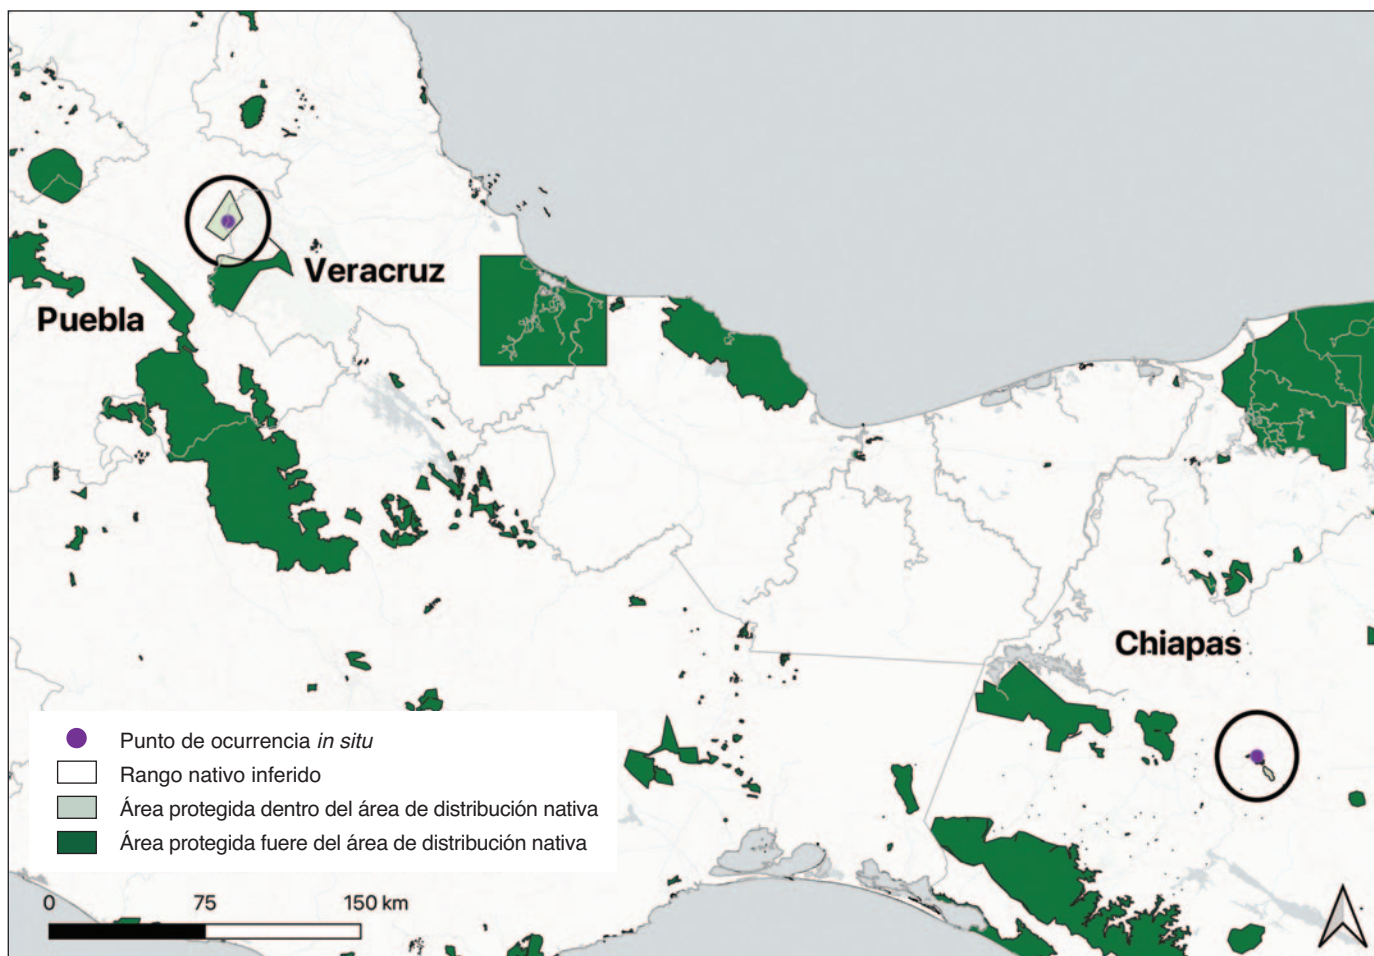 Veracruz
Puebla
Chiapas
Punto de ocurrencia in situ
Rango nativo inferido
Área protegida dentro del área de distribución nativa
Área protegida fuere del área de distribución nativa
0 75 150 km